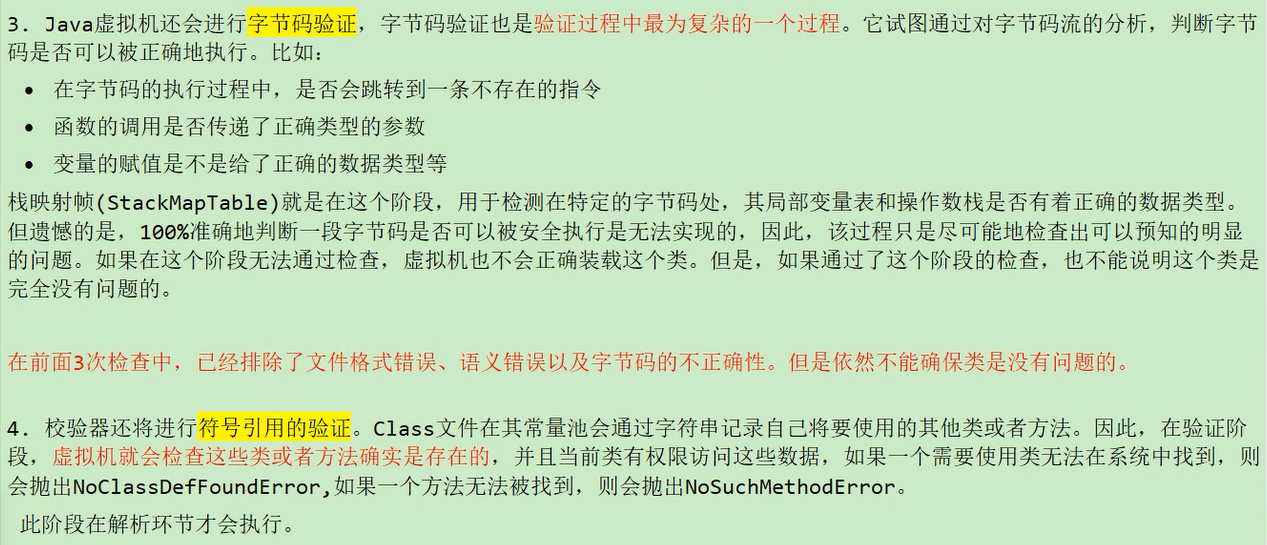 3. Java虚拟机还会进行字节码验证，字节码验证也是验证过程中最为复杂的一个过程。它试图通过对字节码流的分析，判断字节
码是否可以被正确地执行。比如：
• 在字节码的执行过程中，是否会跳转到一条不存在的指令
• 函数的调用是否传递了正确类型的参数
• 变量的赋值是不是给了正确的数据类型等
栈映射帧(StackMapTable)就是在这个阶段，用于检测在特定的字节码处，其局部变量表和操作数栈是否有着正确的数据类型。
但遗憾的是，100%准确地判断一段字节码是否可以被安全执行是无法实现的，因此，该过程只是尽可能地检查出可以预知的明显
的问题。如果在这个阶段无法通过检查，虚拟机也不会正确装载这个类。但是，如果通过了这个阶段的检查，也不能说明这个类是
完全没有问题的。
在前面3次检查中，已经排除了文件格式错误、语义错误以及字节码的不正确性。但是依然不能确保类是没有问题的。
4. 校验器还将进行符号引用的验证。Class文件在其常量池会通过字符串记录自己将要使用的其他类或者方法。因此，在验证阶
段，虚拟机就会检查这些类或者方法确实是存在的，并且当前类有权限访问这些数据，如果一个需要使用类无法在系统中找到，则
会抛出NoClassDefFoundError,如果一个方法无法被找到，则会抛出NoSuchMethodError。
此阶段在解析环节才会执行。